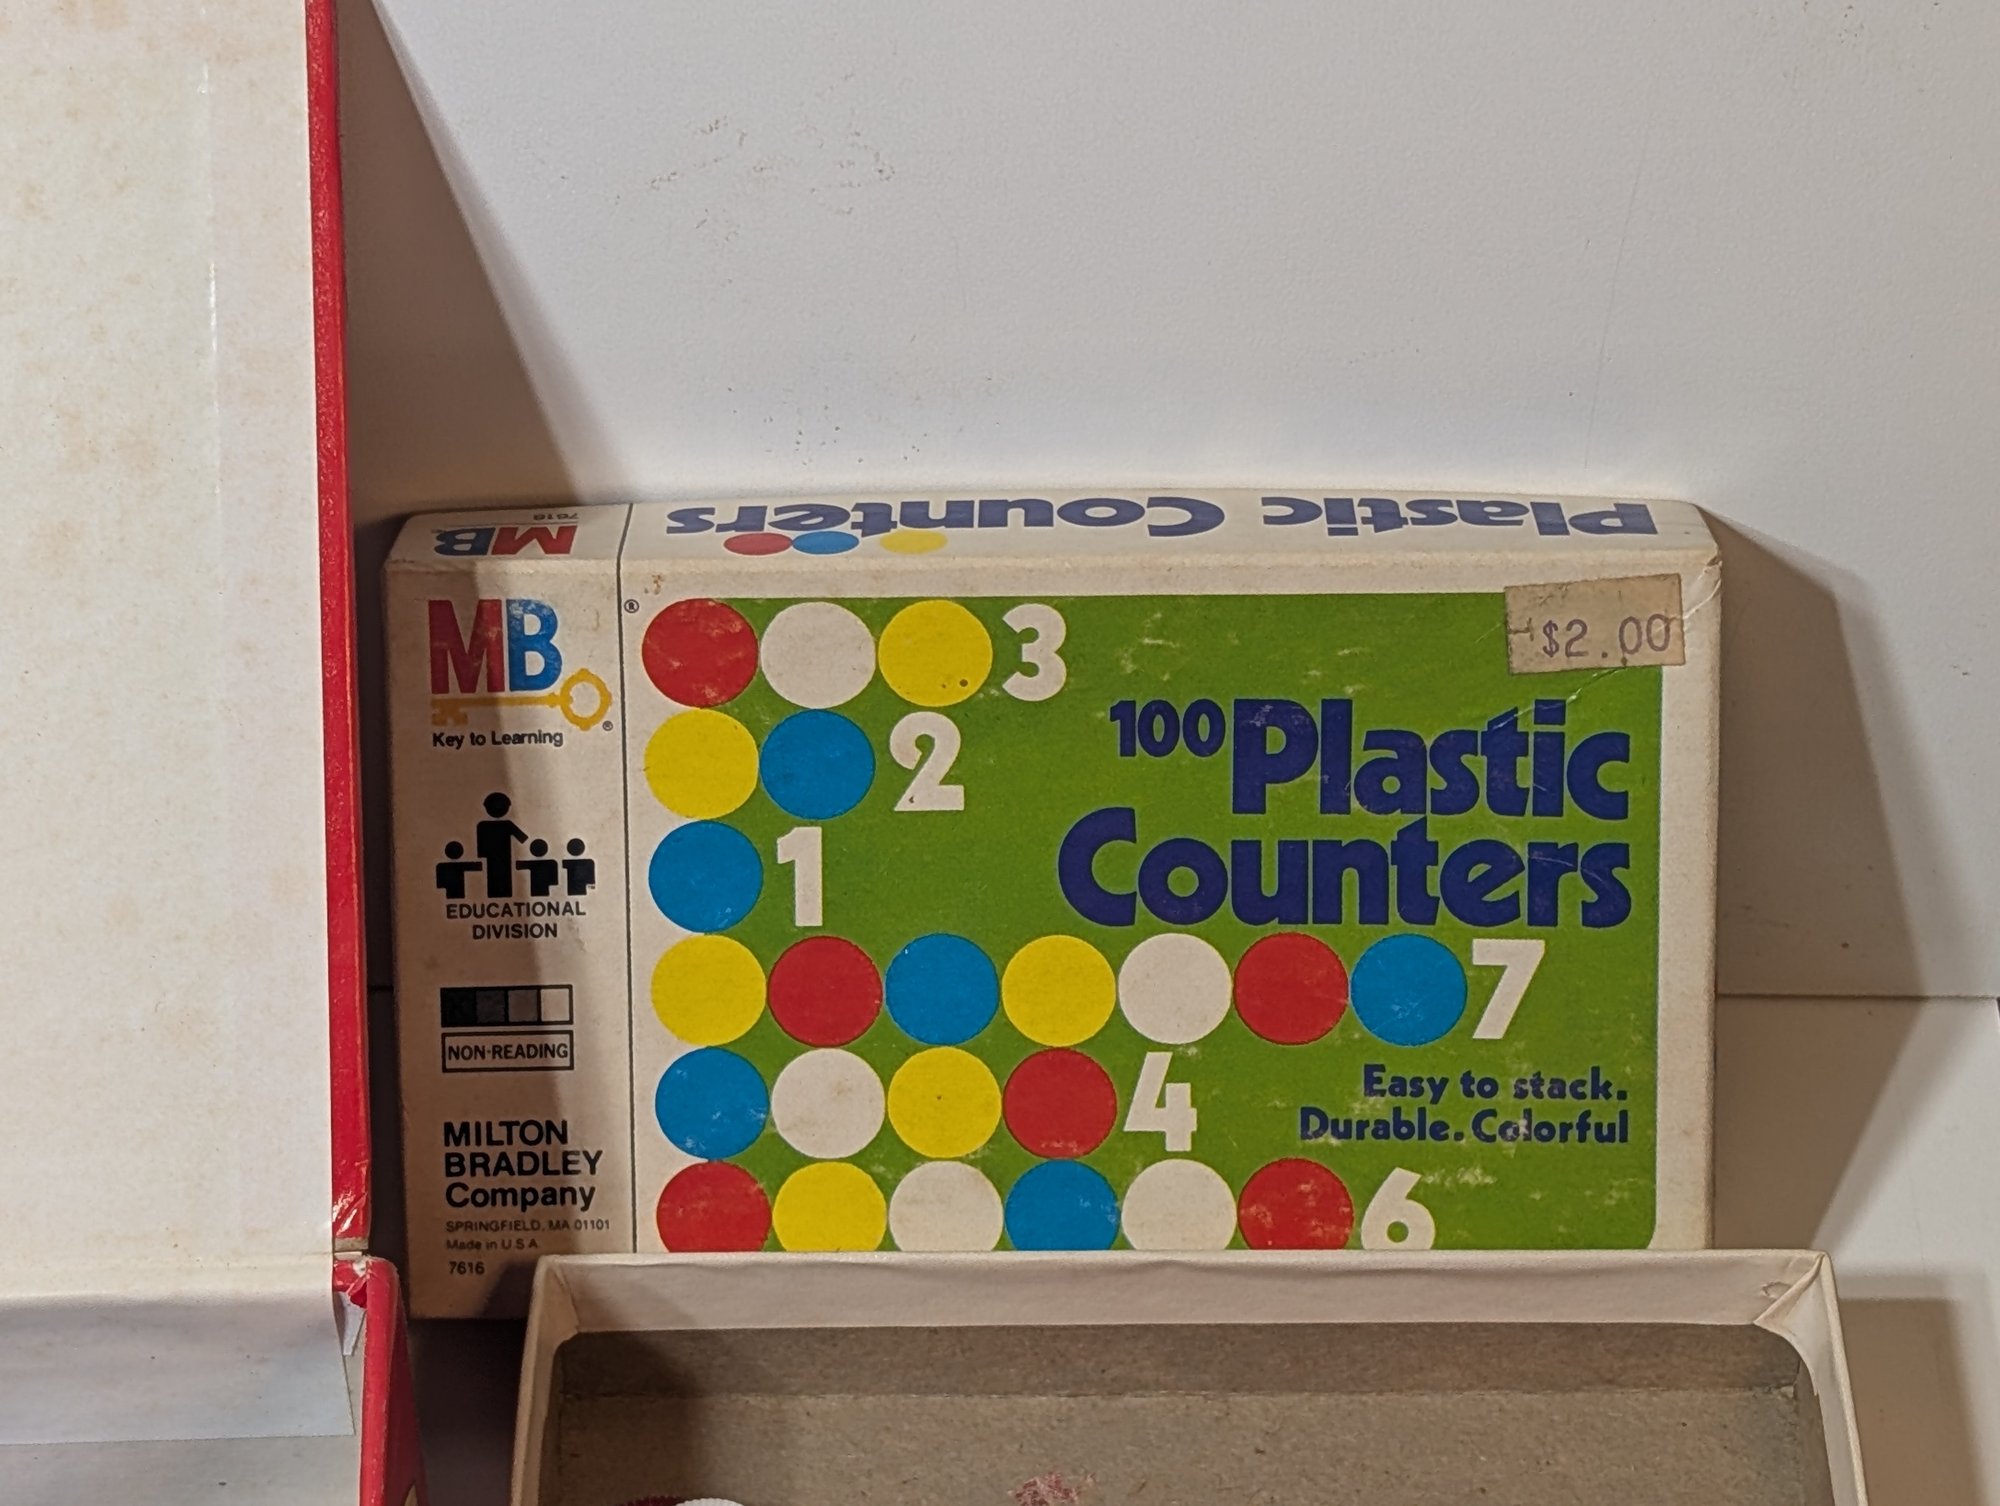 Plastic Counters
MB
7616
MB®
Key to Learning®
EDUCATIONAL
DIVISION
NON-READING
MILTON
BRADLEY
Company
SPRINGFIELD, MA 01101
Made in U.S.A.
7616
®
$2.00
3
100 Plastic
2
Counters
1
7
Easy to stack.
4
Durable. Colorful
6